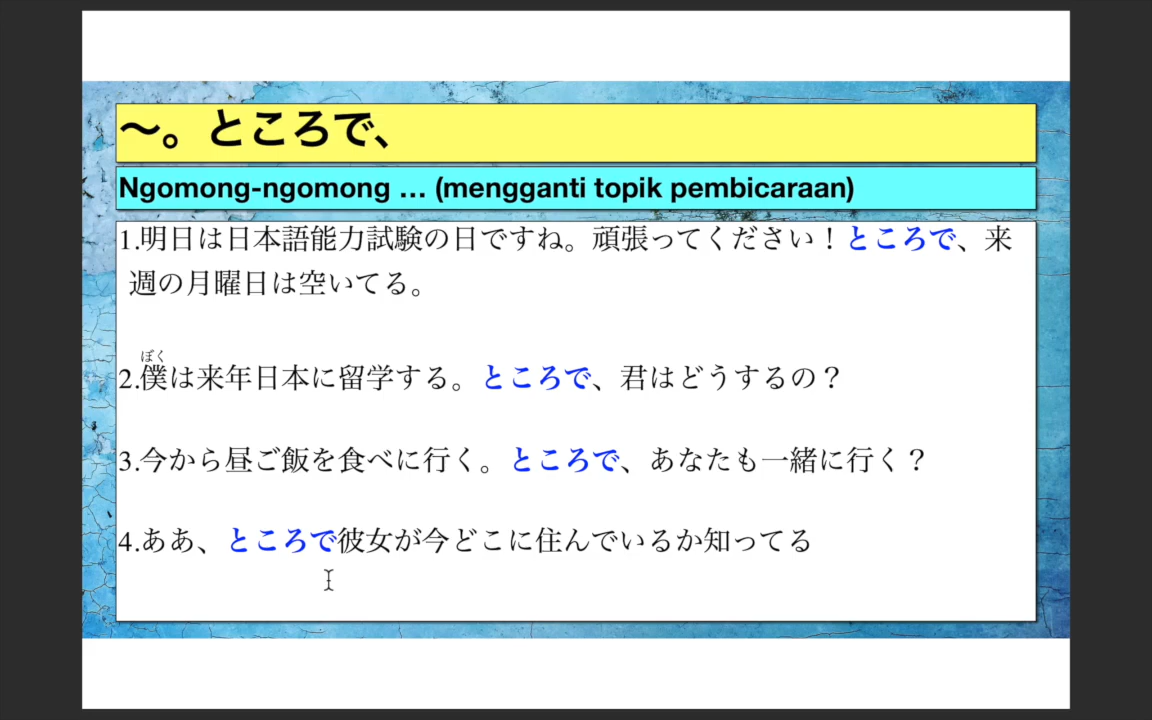 〜。ところで、
Ngomong-ngomong … (mengganti topik pembicaraan)
1.明日は日本語能力試験の日ですね。頑張ってください！ところで、来
週の月曜日は空いてる。
ぼく
2.僕は来年日本に留学する。ところで、君はどうするの？
3.今から昼ご飯を食べに行く。ところで、あなたも一緒に行く？
4.ああ、ところで彼女が今どこに住んでいるか知ってる